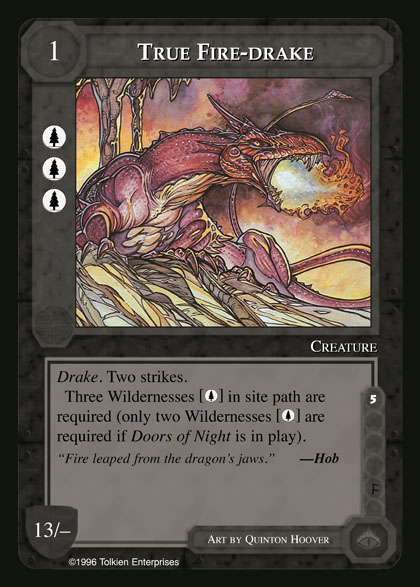 1
TRUE FIRE-DRAKE
CREATURE
Drake. Two strikes.
Three Wildernesses [ ] in site path are
required (only two Wildernesses [ ] are
required if Doors of Night is in play).
“Fire leaped from the dragon’s jaws.” —Hob
5
F
13/–
ART BY QUINTON HOOVER
©1996 Tolkien Enterprises